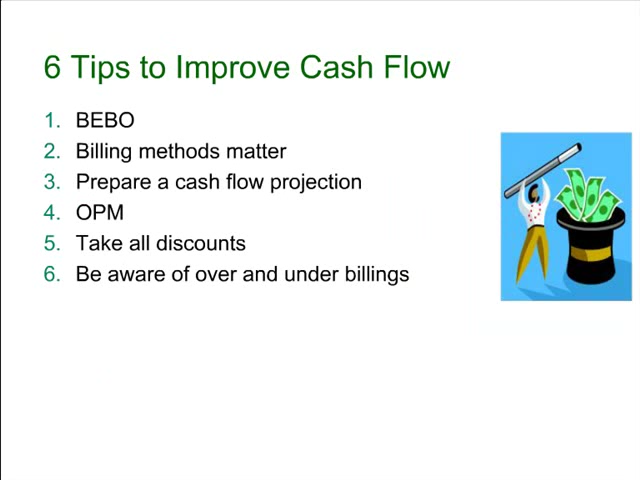 6 Tips to Improve Cash Flow
1. BEBO
2. Billing methods matter
3. Prepare a cash flow projection
4. OPM
5. Take all discounts
6. Be aware of over and under billings